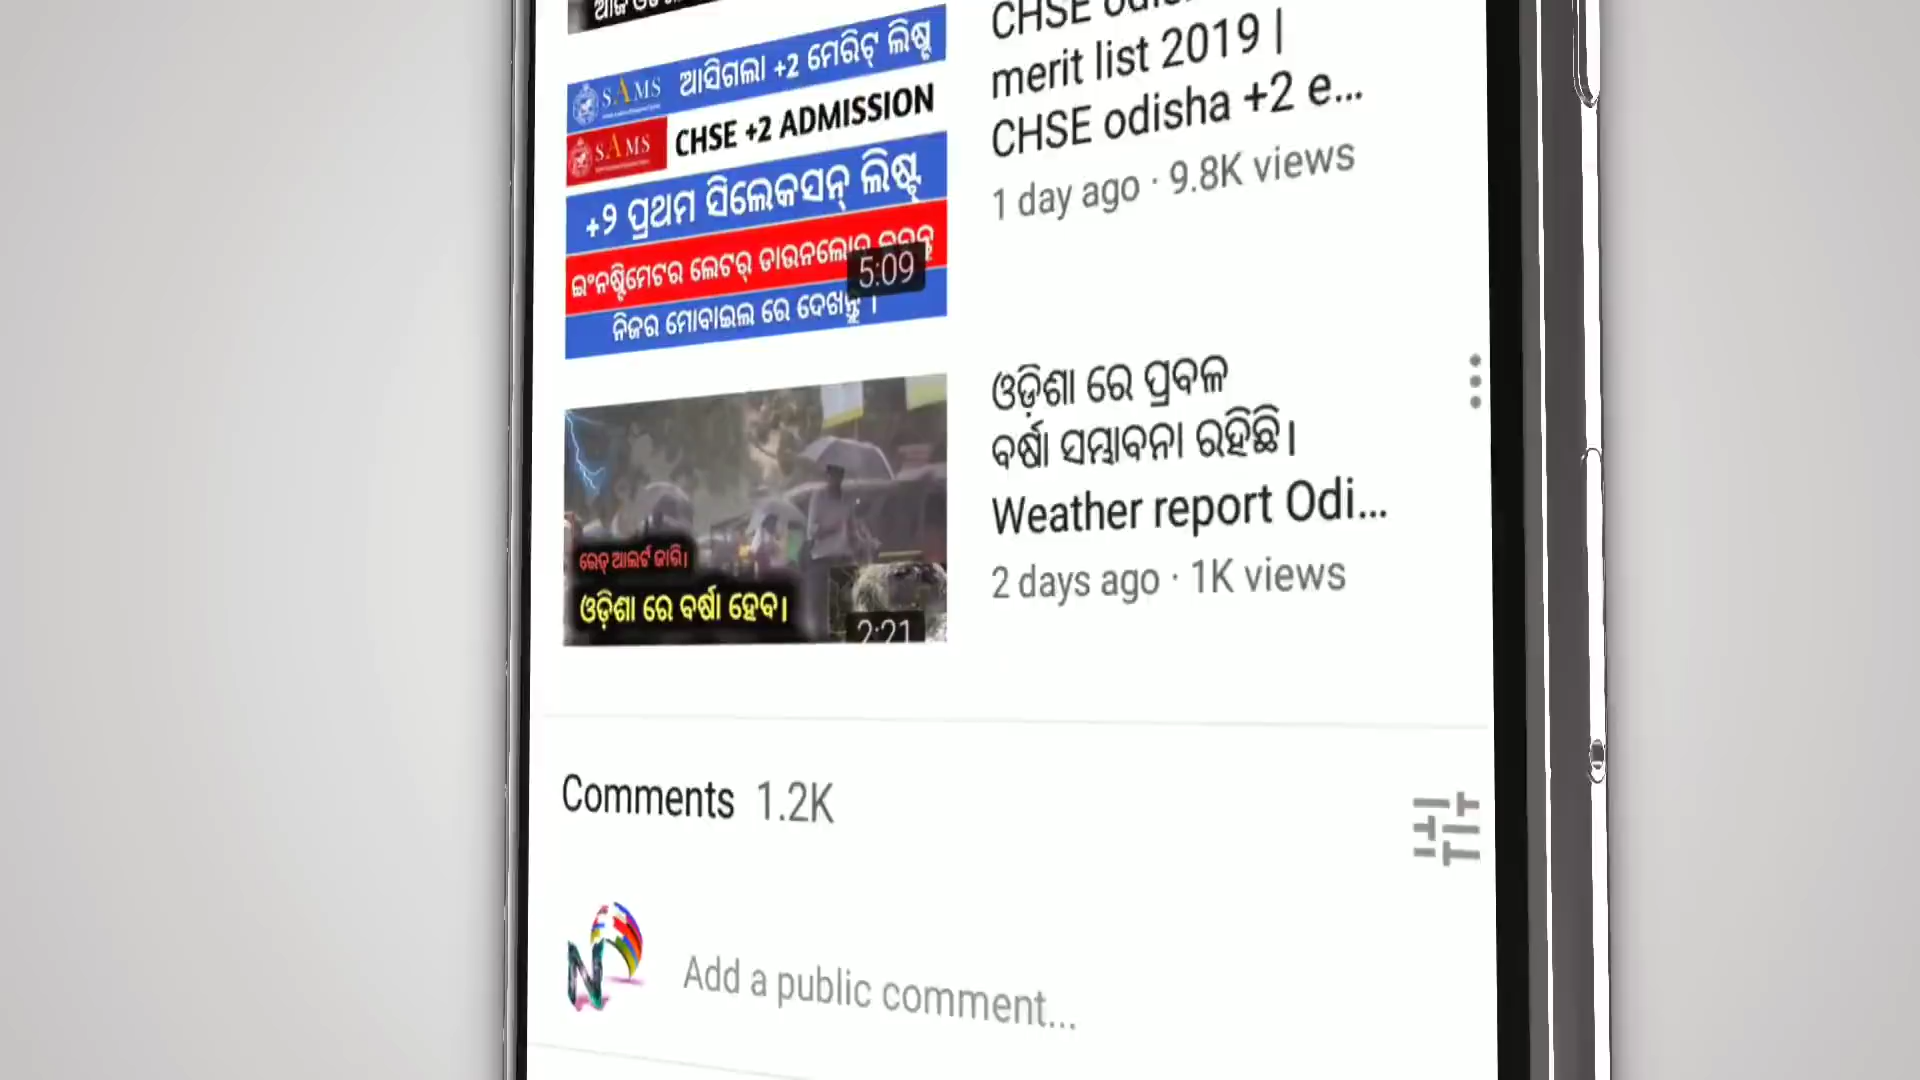 CHSE
merit list 2019 |
CHSE odisha +2 e...
1 day ago · 9.8K views
SAMS
ଆସିଗଲା +2 ମେରିଟ୍ ଲିଷ୍ଟ
SAMS
CHSE +2 ADMISSION
+୨ ପ୍ରଥମ ସିଲେକସନ୍ ଲିଷ୍ଟ
ଇଂନଷ୍ଟିମେଟର ଲେଟର୍ ଡାଉନଲୋଡ୍
5:09
ନିଜର ମୋବାଇଲ ରେ ଦେଖନ୍ତୁ ।
ଓଡ଼ିଶା ରେ ପ୍ରବଳ
ବର୍ଷା ସମ୍ଭାବନା ରହିଛି।
Weather report Odi...
2 days ago · 1K views
ରେଡ୍ ଆଲର୍ଟ ଜାରି।
ଓଡ଼ିଶା ରେ ବର୍ଷା ହେବ।
2:21
Comments 1.2K
N
Add a public comment...